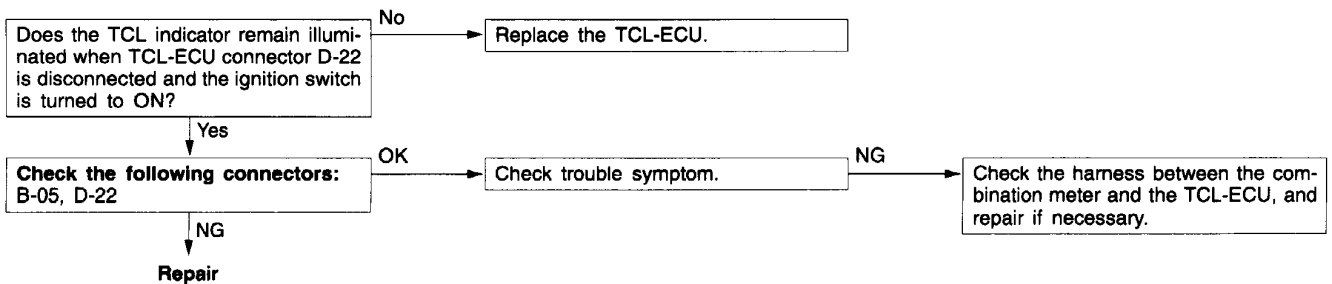 Does the TCL indicator remain illumi-
nated when TCL-ECU connector D-22
is disconnected and the ignition switch
is turned to ON?
No
Replace the TCL-ECU.
Yes
Check the following connectors:
B-05, D-22
OK
Check trouble symptom.
NG
Check the harness between the com-
bination meter and the TCL-ECU, and
repair if necessary.
NG
Repair